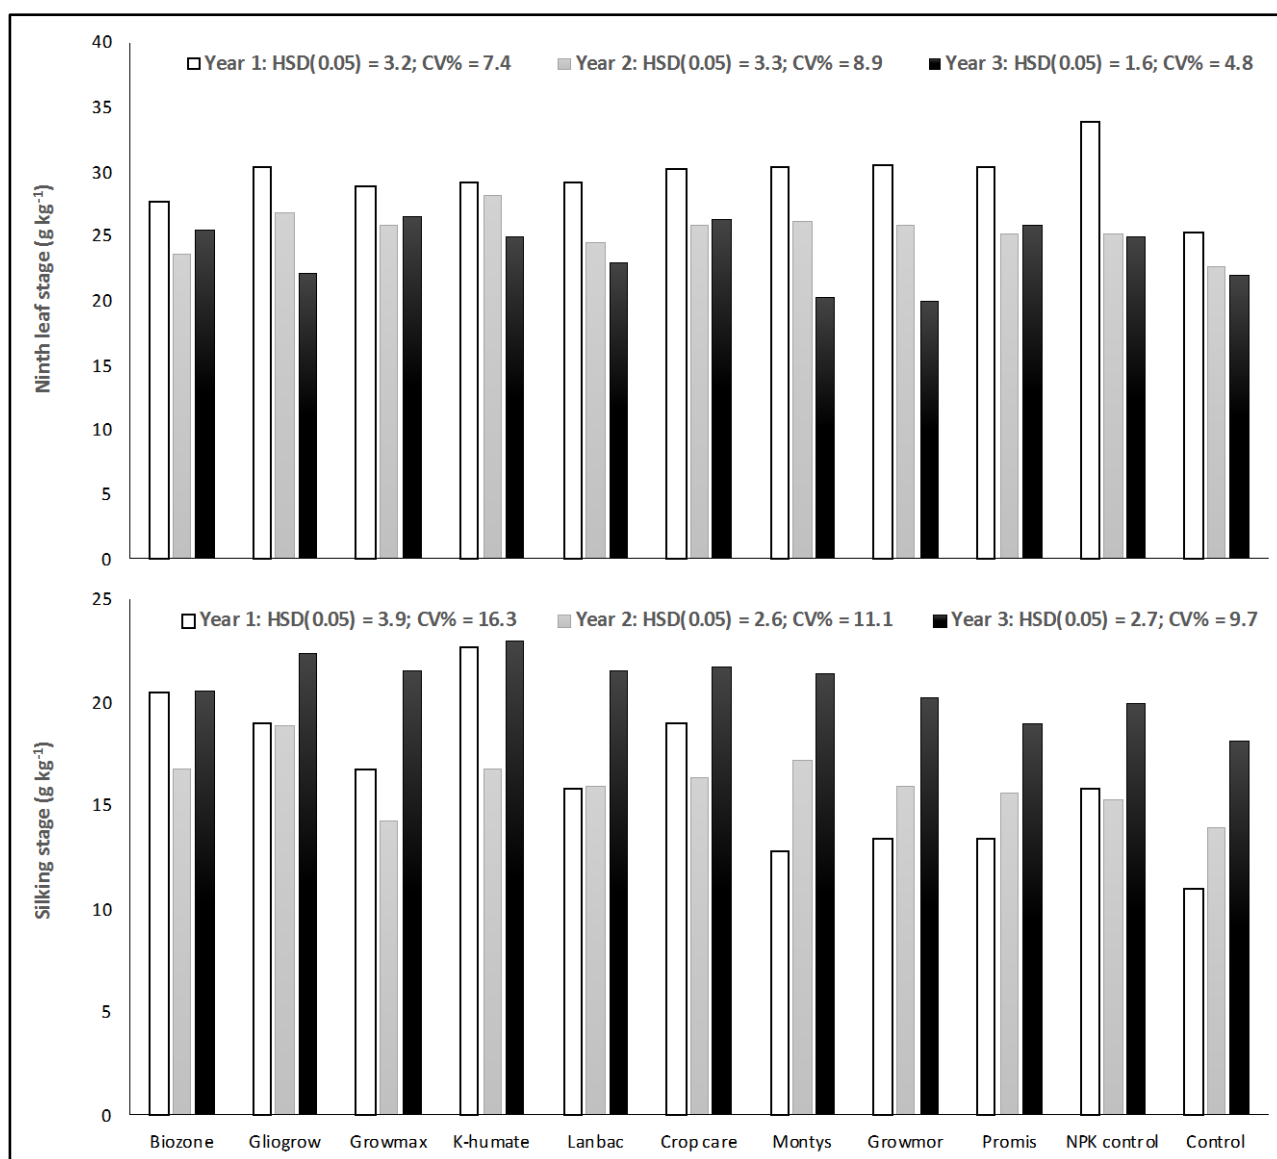 40
Year 1: HSD(0.05) = 3.2; CV% = 7.4
Year 2: HSD(0.05) = 3.3; CV% = 8.9
Year 3: HSD(0.05) = 1.6; CV% = 4.8
35
30
25
20
15
10
5
0
Ninth leaf stage (g kg⁻¹)
25
Year 1: HSD(0.05) = 3.9; CV% = 16.3
Year 2: HSD(0.05) = 2.6; CV% = 11.1
Year 3: HSD(0.05) = 2.7; CV% = 9.7
20
15
10
5
0
Silking stage (g kg⁻¹)
Biozone Gliogrow Growmax K-humate Lanbac Crop care Montys Growmor Promis NPK control Control